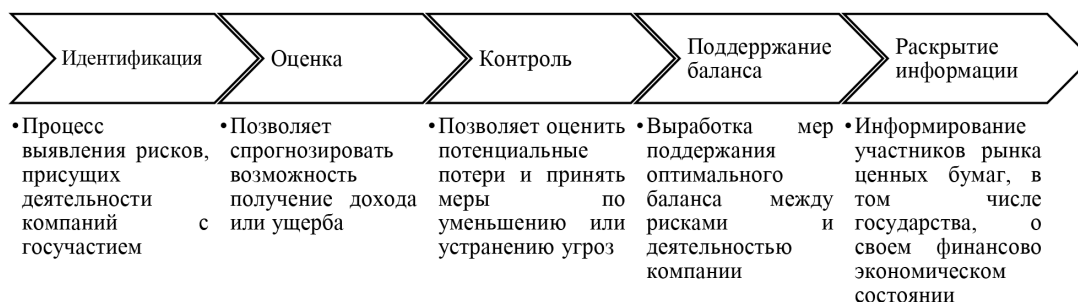 Идентификация
Оценка
Контроль
Поддерржание
баланса
Раскрытие
информации
•Процесс
выявления рисков,
присущих
деятельности
компаний с
госучастием
•Позволяет
спрогнозировать
возможность
получение дохода
или ущерба
•Позволяет оценить
потенциальные
потери и принять
меры по
уменьшению или
устранению угроз
•Выработка мер
поддержания
оптимального
баланса между
рисками и
деятельностью
компании
•Информирование
участников рынка
ценных бумаг, в
том числе
государства, о
своем финансово
экономическом
состоянии